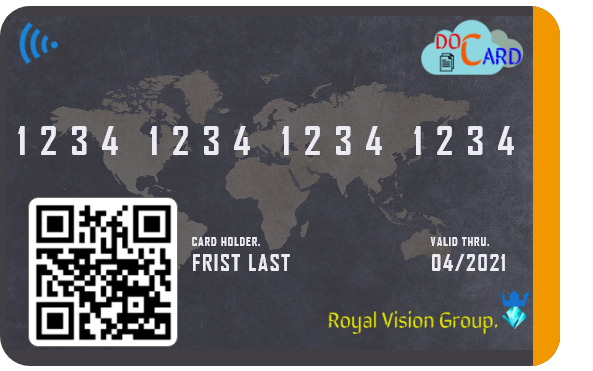 DOCARD
1234 1234 1234 1234
CARD HOLDER.
FRIST LAST
VALID THRU.
04/2021
Royal Vision Group.